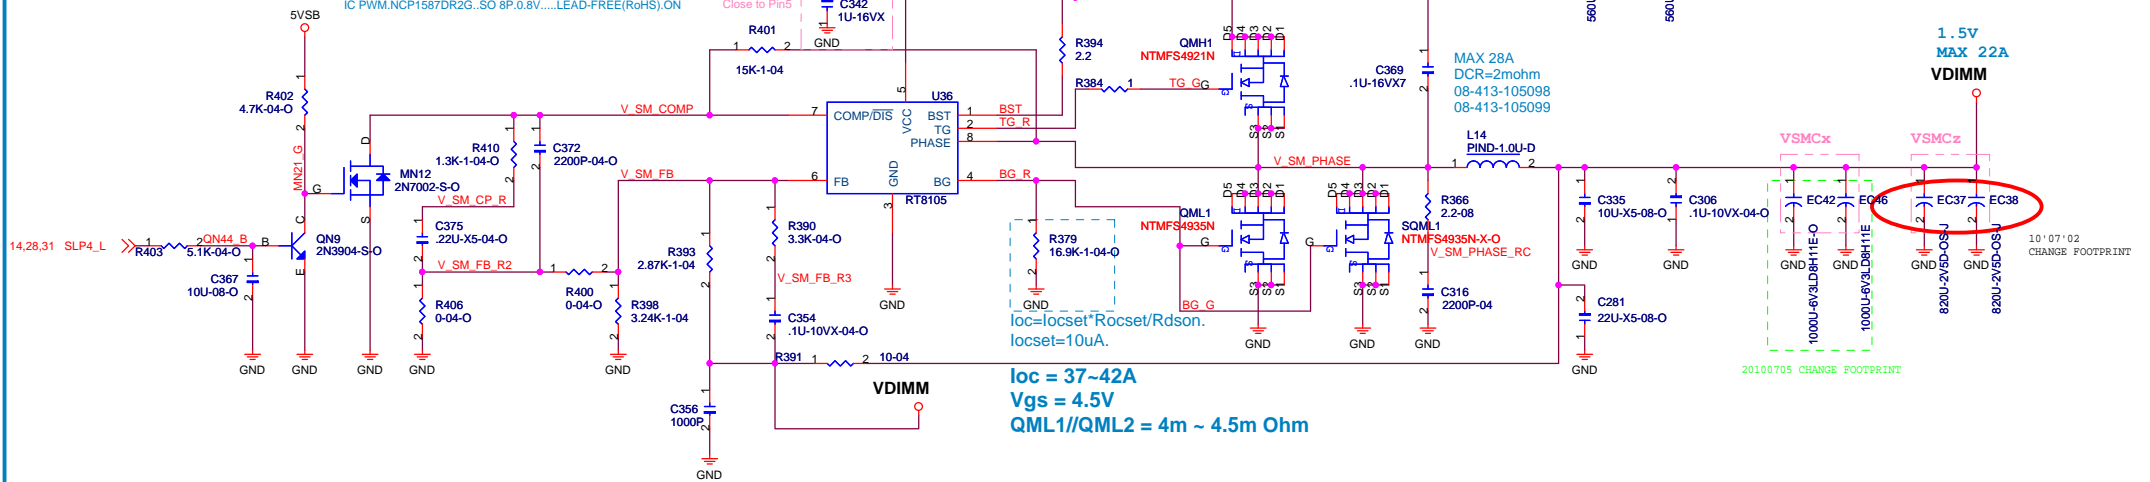 IC PWM.NCP1587DR2G..SO 8P.0.8V.....LEAD-FREE(RoHS).ON
Close to Pin5
C342
1U-16VX
GND
5VSB
R402
4.7K-04-O
MN21_G
14,28,31 SLP4_L
R403
5.1K-04-O
QN44_B
C367
10U-08-O
GND
QN9
2N3904-S-O
GND
MN12
2N7002-S-O
GND
R401
15K-1-04
V_SM_COMP
R410
1.3K-1-04-O
C372
2200P-04-O
V_SM_CP_R
C375
.22U-X5-04-O
V_SM_FB_R2
R406
0-04-O
GND
R400
0-04-O
R398
3.24K-1-04
GND
V_SM_FB
R393
2.87K-1-04
R390
3.3K-04-O
V_SM_FB_R3
C354
.1U-10VX-04-O
R391
10-04
C356
1000P
GND
VDIMM
U36
COMP/DIS
VCC
BST
TG
PHASE
FB
GND
BG
RT8105
GND
BST
TG_R
BG_R
R394
2.2
R384
TG_G
R379
16.9K-1-04-O
GND
Ioc=Iocset*Rocset/Rdson.
Iocset=10uA.
Ioc = 37~42A
Vgs = 4.5V
QML1//QML2 = 4m ~ 4.5m Ohm
QMH1
NTMFS4921N
QML1
NTMFS4935N
GND
BG_G
SQML1
NTMFS4935N-X-O
GND
V_SM_PHASE
C369
.1U-16VX7
R366
2.2-08
V_SM_PHASE_RC
C316
2200P-04
GND
MAX 28A
DCR=2mohm
08-413-105098
08-413-105099
L14
PIND-1.0U-D
C335
10U-X5-08-O
GND
C281
22U-X5-08-O
GND
C306
.1U-10VX-04-O
GND
560U
560U
VSMCx
EC42
EC46
1000U-6V3LD8H11E-O
1000U-6V3LD8H11E
GND
GND
20100705 CHANGE FOOTPRINT
VSMCz
EC37
EC38
820U-2V5D-OS-J
820U-2V5D-OS-J
GND
GND
1.5V
MAX 22A
VDIMM
10'07'02
CHANGE FOOTPRINT